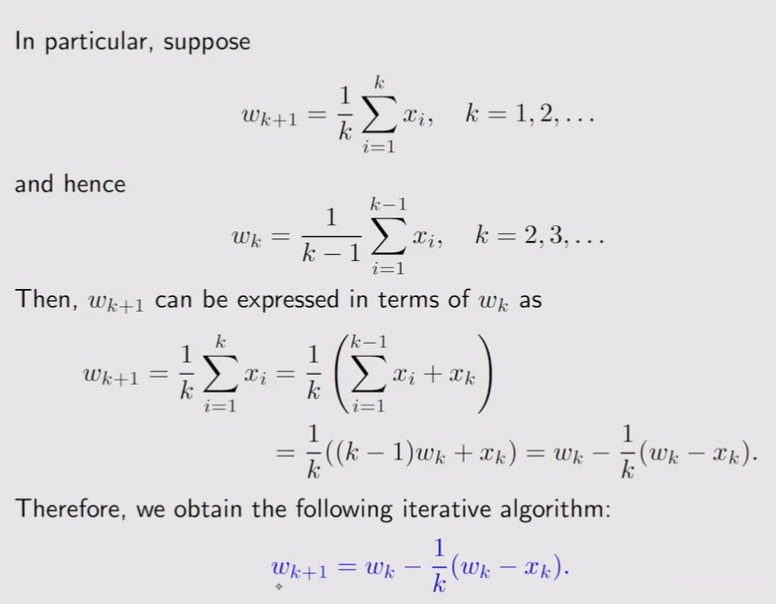 In particular, suppose
$w_{k+1} = \frac{1}{k} \sum_{i=1}^{k} x_i, \quad k = 1, 2, \ldots$
and hence
$w_k = \frac{1}{k-1} \sum_{i=1}^{k-1} x_i, \quad k = 2, 3, \ldots$
Then, $w_{k+1}$ can be expressed in terms of $w_k$ as
$w_{k+1} = \frac{1}{k} \sum_{i=1}^{k} x_i = \frac{1}{k} \left( \sum_{i=1}^{k-1} x_i + x_k \right)$
$= \frac{1}{k}((k-1)w_k + x_k) = w_k - \frac{1}{k}(w_k - x_k).$
Therefore, we obtain the following iterative algorithm:
$w_{k+1} = w_k - \frac{1}{k}(w_k - x_k).$